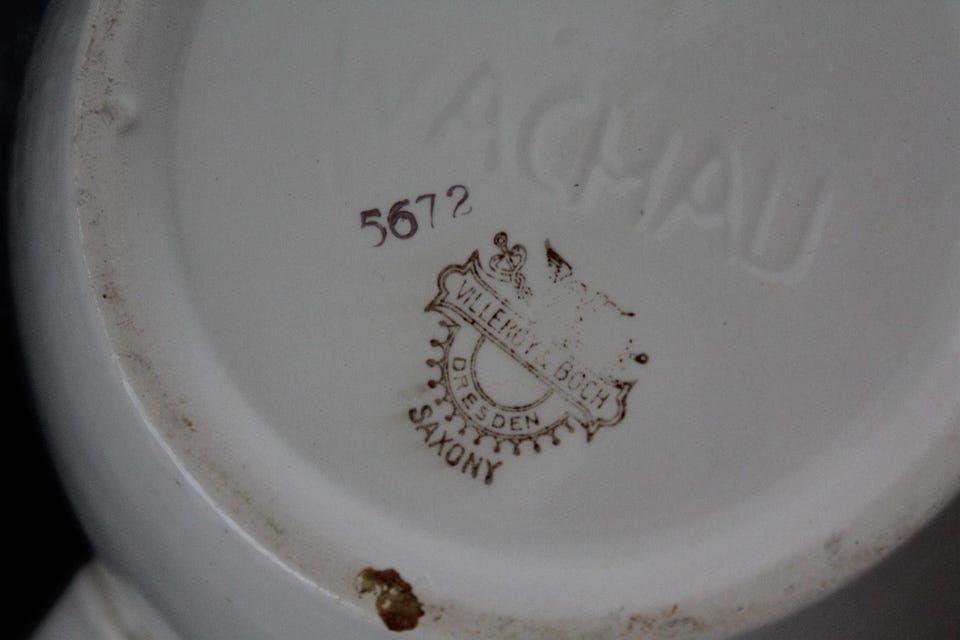 WACHAU
5672
VILLEROY & BOCH
DRESDEN
SAXONY